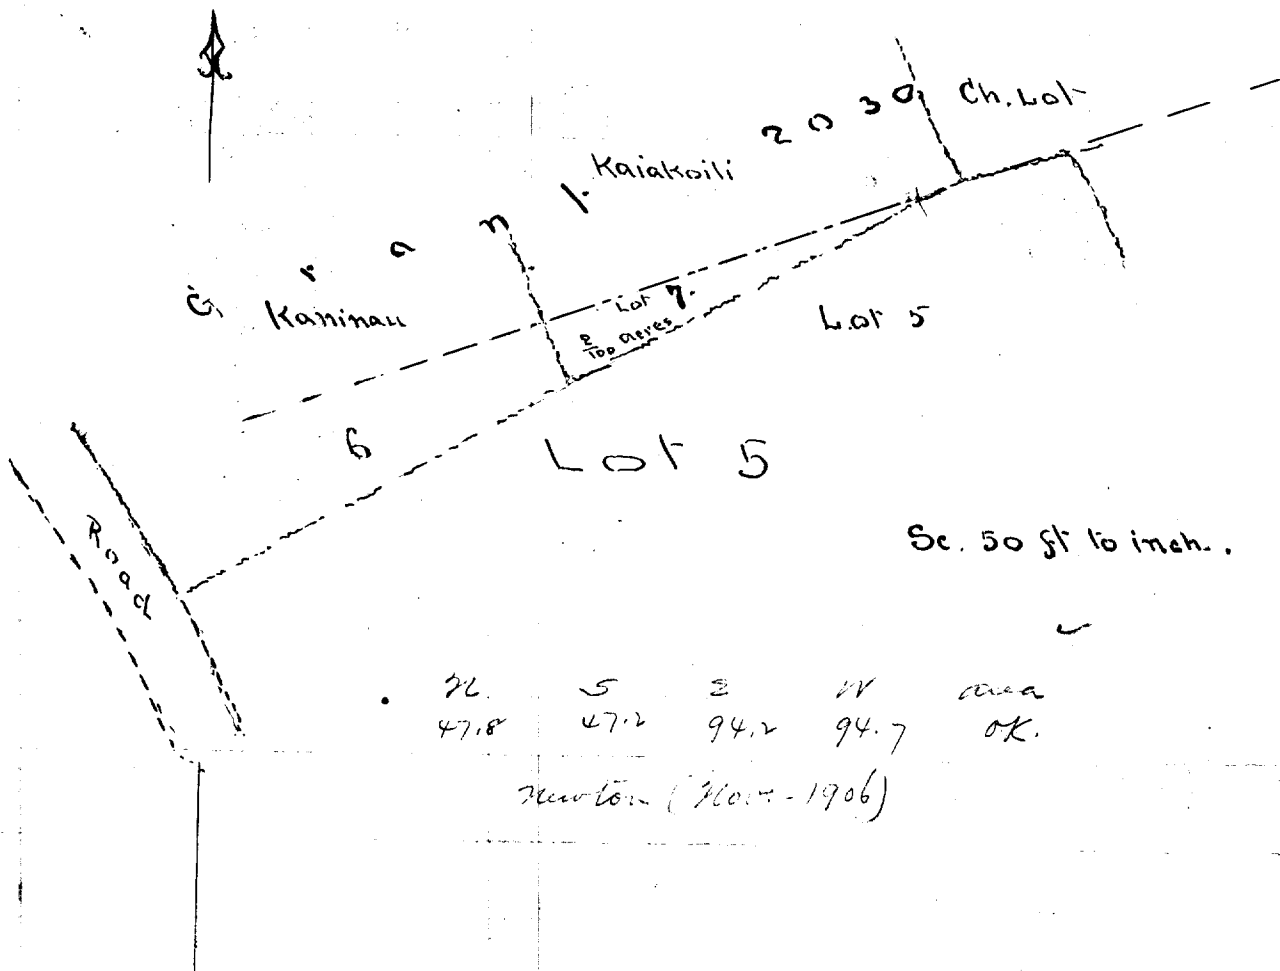 Ch. Lot
Grant 2030
Kaiakoili
Kaninau
Lot 7.
2/100 acres
Lot 5
6
Lot 5
Road
Sc. 50 ft to inch.
N. S E W area
47.8 47.2 94.2 94.7 OK.
Newton (Nov. - 1906)